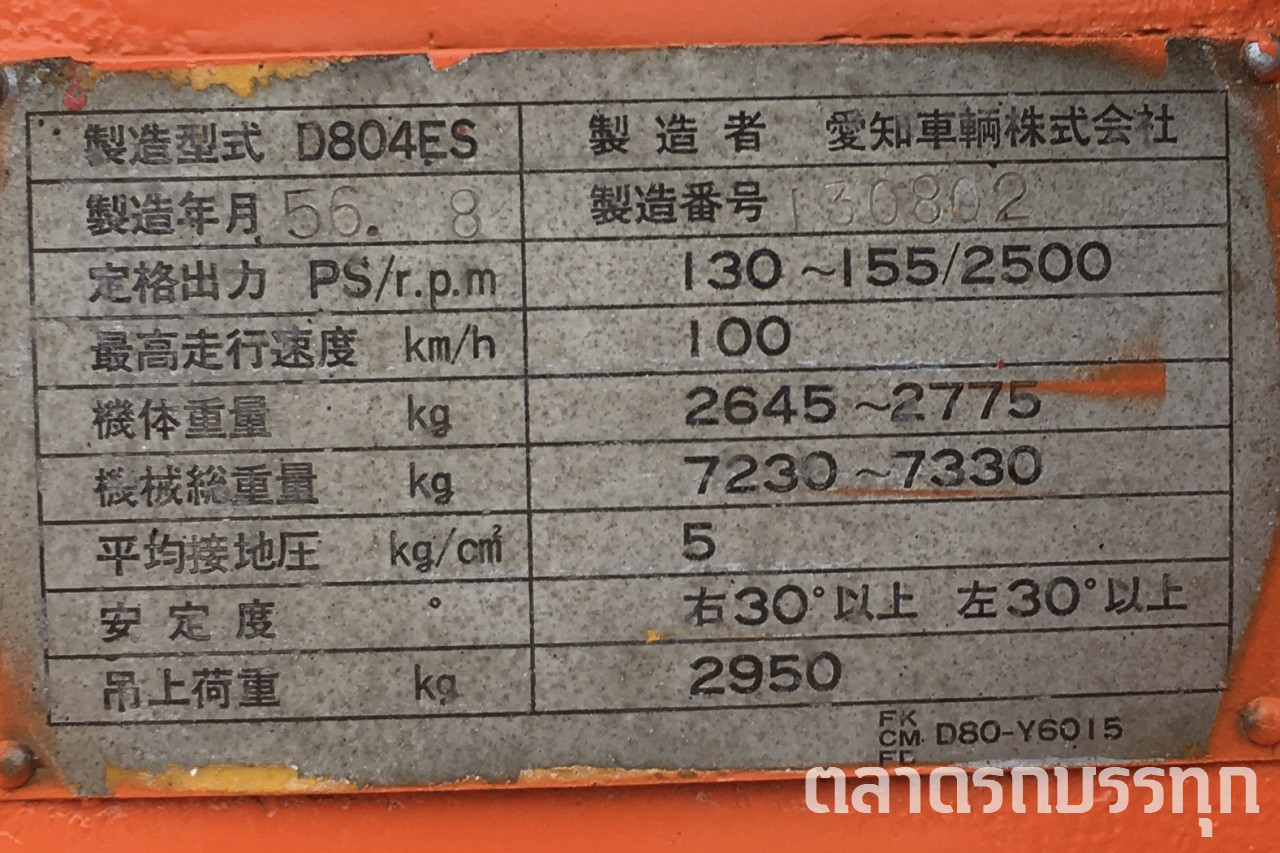 製造型式 D804ES 製造者 愛知車輌株式会社
製造年月 56. 8 製造番号 130802
定格出力 PS/r.p.m 130~155/2500
最高走行速度 km/h 100
機体重量 kg 2645~2775
機械総重量 kg 7230~7330
平均接地圧 kg/cm² 5
安定度 ° 右30°以上 左30°以上
吊上荷重 kg 2950
FK
CM D80-Y6015
ตลาดรถบรรทุก